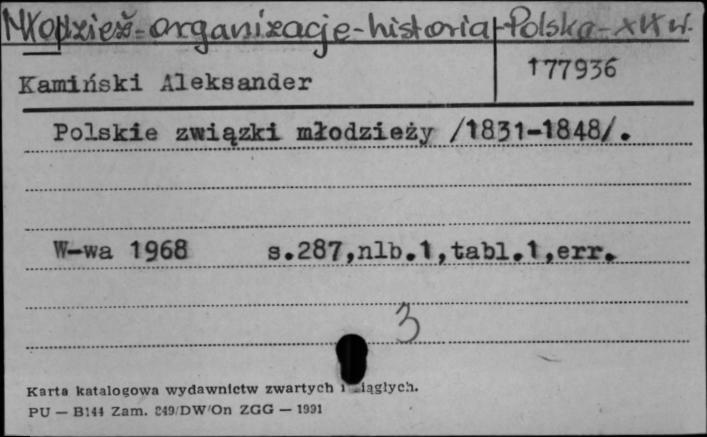 Młodzież-organizacje-historia-Polska-XIX w.
Kamiński Aleksander
177936
Polskie związki młodzieży /1831-1848/.
W-wa 1968 s.287,nlb.1,tabl.1,err.
3
Karta katalogowa wydawnictw zwartych i ciągłych.
PU — B144 Zam. 249/DW/On ZGG — 1991